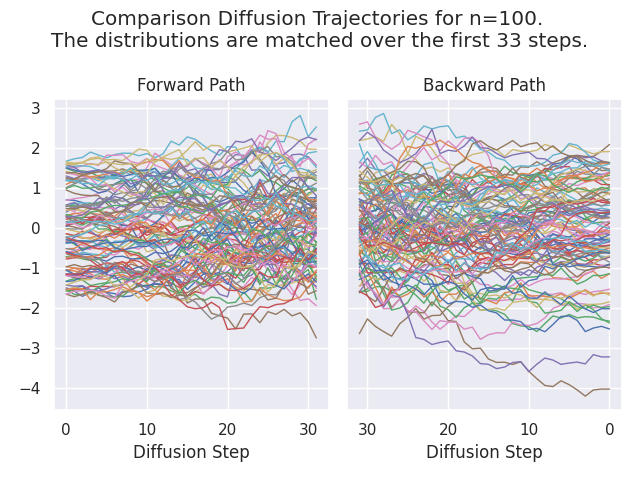 Comparison Diffusion Trajectories for n=100.
The distributions are matched over the first 33 steps.
Forward Path
Backward Path
3
2
1
0
−1
−2
−3
−4
0 10 20 30
30 20 10 0
Diffusion Step
Diffusion Step